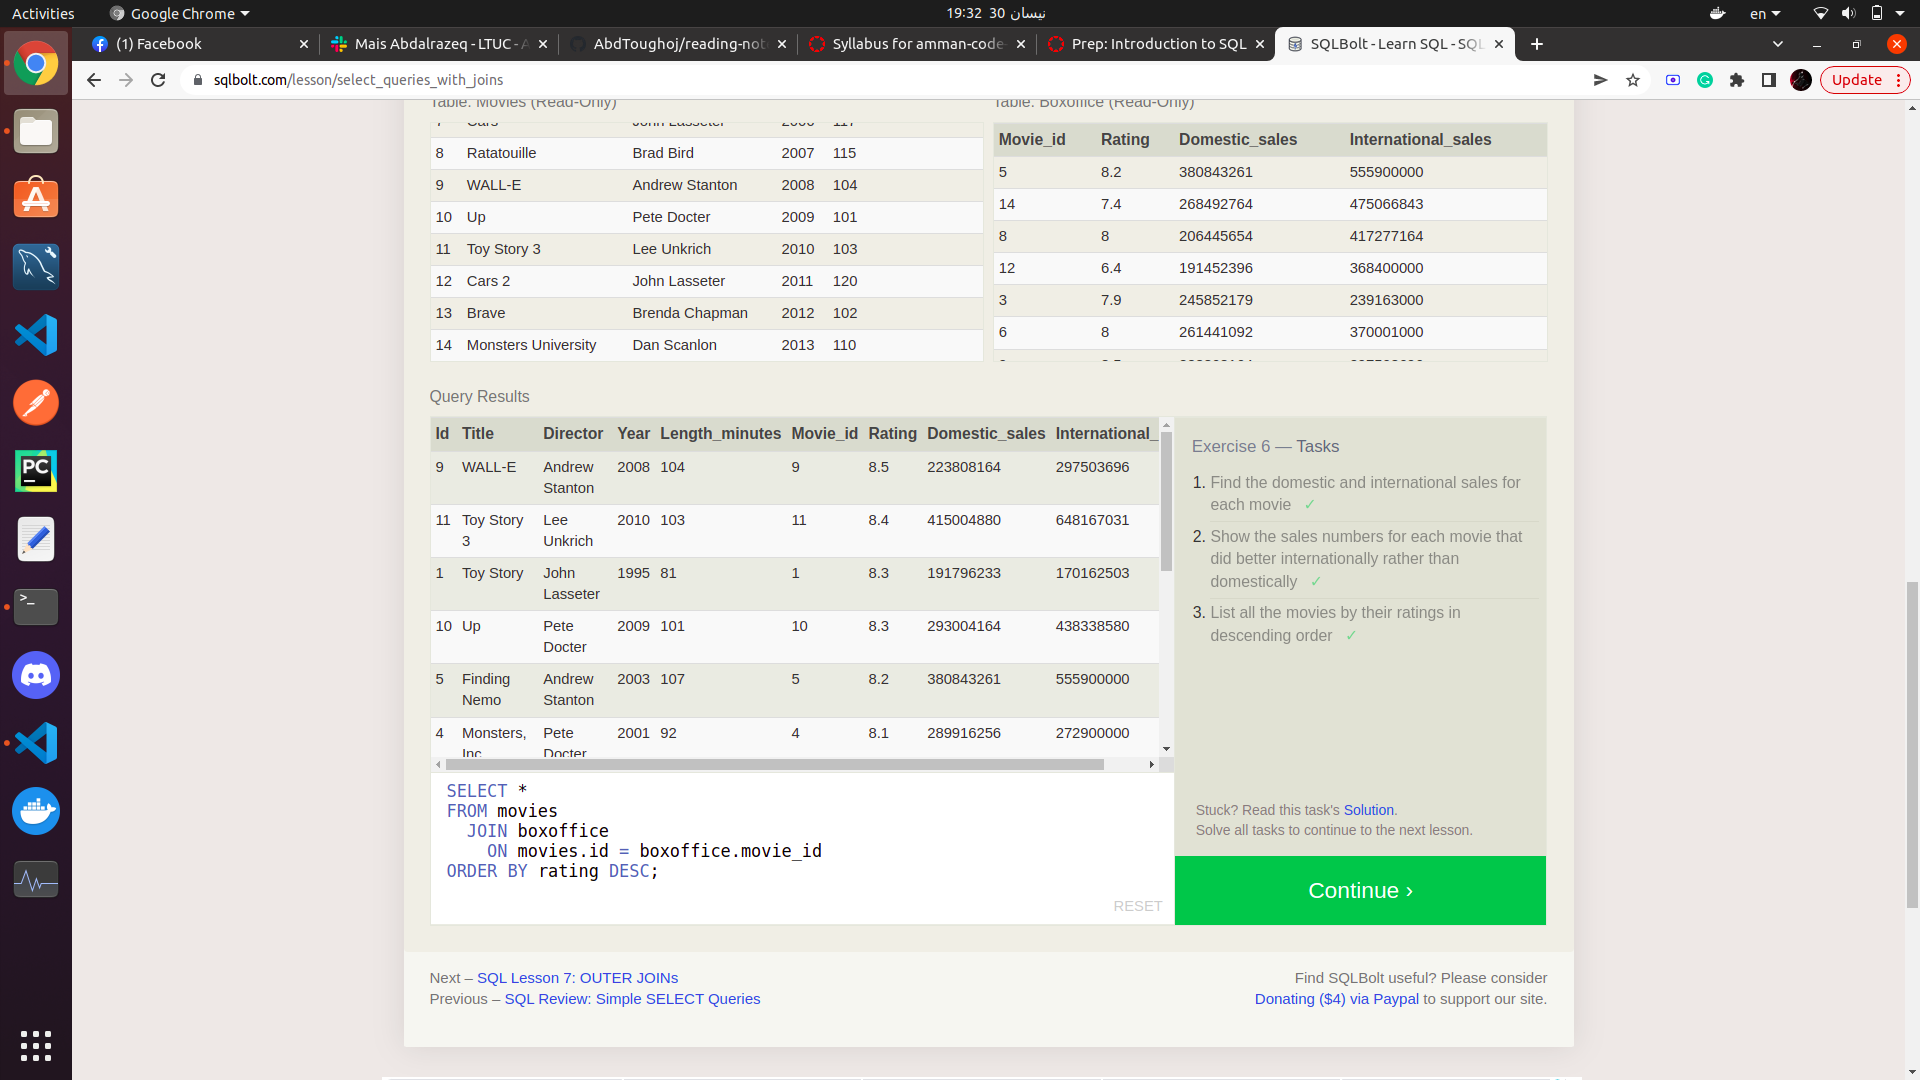 Activities
Google Chrome
19:32 30 نيسان
en
(1) Facebook
Mais Abdalrazeq - LTUC - A
AbdToughoj/reading-note
Syllabus for amman-code-
Prep: Introduction to SQL
SQLBolt - Learn SQL - SQL
sqlbolt.com/lesson/select_queries_with_joins
Update
Table: Movies (Read-Only)
Table: Boxoffice (Read-Only)
7 Cars John Lasseter 2006 117
8 Ratatouille Brad Bird 2007 115
9 WALL-E Andrew Stanton 2008 104
10 Up Pete Docter 2009 101
11 Toy Story 3 Lee Unkrich 2010 103
12 Cars 2 John Lasseter 2011 120
13 Brave Brenda Chapman 2012 102
14 Monsters University Dan Scanlon 2013 110
Movie_id Rating Domestic_sales International_sales
5 8.2 380843261 555900000
14 7.4 268492764 475066843
8 8 206445654 417277164
12 6.4 191452396 368400000
3 7.9 245852179 239163000
6 8 261441092 370001000
Query Results
Id Title Director Year Length_minutes Movie_id Rating Domestic_sales International_
9 WALL-E Andrew Stanton 2008 104 9 8.5 223808164 297503696
11 Toy Story 3 Lee Unkrich 2010 103 11 8.4 415004880 648167031
1 Toy Story John Lasseter 1995 81 1 8.3 191796233 170162503
10 Up Pete Docter 2009 101 10 8.3 293004164 438338580
5 Finding Nemo Andrew Stanton 2003 107 5 8.2 380843261 555900000
4 Monsters, Inc. Pete Docter 2001 92 4 8.1 289916256 272900000
SELECT *
FROM movies
JOIN boxoffice
ON movies.id = boxoffice.movie_id
ORDER BY rating DESC;
RESET
Exercise 6 — Tasks
1. Find the domestic and international sales for
each movie ✓
2. Show the sales numbers for each movie that
did better internationally rather than
domestically ✓
3. List all the movies by their ratings in
descending order ✓
Stuck? Read this task's Solution.
Solve all tasks to continue to the next lesson.
Continue ›
Next – SQL Lesson 7: OUTER JOINs
Previous – SQL Review: Simple SELECT Queries
Find SQLBolt useful? Please consider
Donating ($4) via Paypal to support our site.
PC